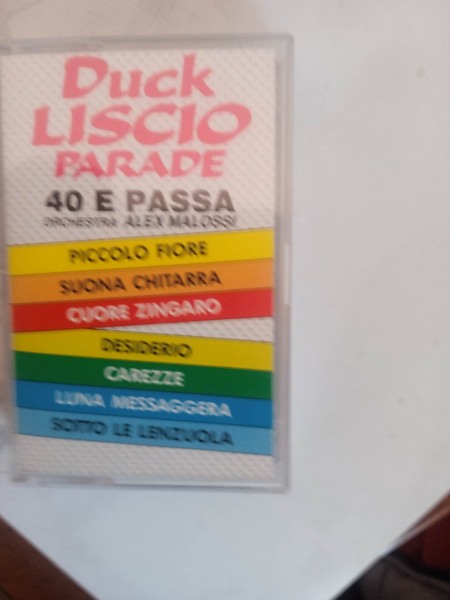 Duck
LISCIO
PARADE
40 E PASSA
ORCHESTRA ALEX MALOSSI
PICCOLO FIORE
SUONA CHITARRA
CUORE ZINGARO
DESIDERIO
CAREZZE
LUNA MESSAGGERA
SOTTO LE LENZUOLA